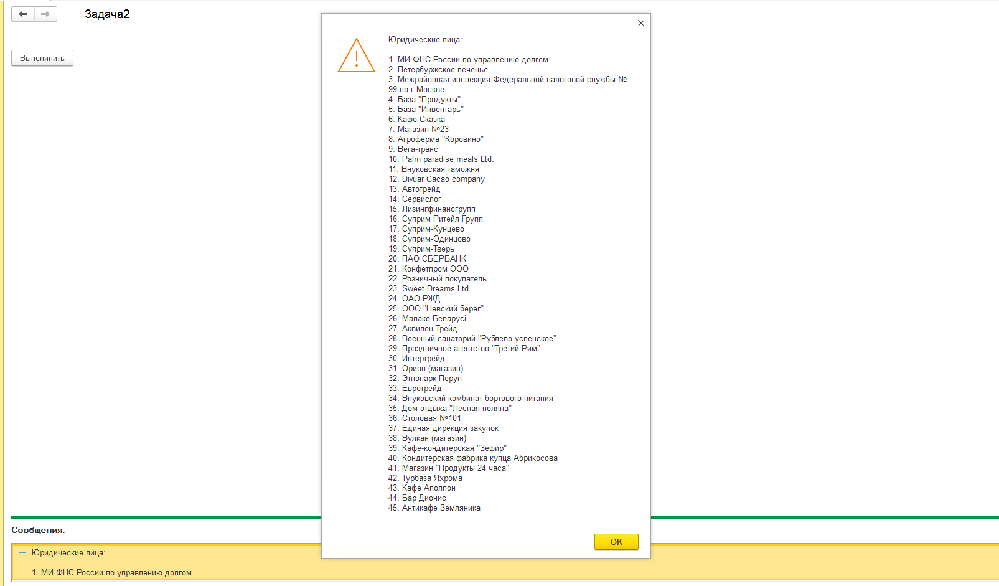 Задача2
Выполинить
Юридические лица:
1. МИ ФНС России по управлению долгом
2. Петербуржское печенье
3. Межрайонная инспекция Федеральной налоговой службы №
99 по г.Москве
4. База "Продукты"
5. База "Инвентарь"
6. Кафе Сказка
7. Магазин №23
8. Агроферма "Коровино"
9. Вега-транс
10. Palm paradise meals Ltd.
11. Внуковская таможня
12. Divuar Cacao company
13. Автотрейд
14. Сервислог
15. Лизингфинансгрупп
16. Суприм Ритейл Групп
17. Суприм-Кунцево
18. Суприм-Одинцово
19. Суприм-Тверь
20. ПАО СБЕРБАНК
21. Конфетпром ООО
22. Розничный покупатель
23. Sweet Dreams Ltd.
24. ОАО РЖД
25. ООО "Невский берег"
26. Малако Беларусі
27. Аквилон-Трейд
28. Военный санаторий "Рублево-успенское"
29. Праздничное агентство "Третий Рим"
30. Интертрейд
31. Орион (магазин)
32. Этнопарк Перун
33. Евротрейд
34. Внуковский комбинат бортового питания
35. Дом отдыха "Лесная поляна"
36. Столовая №101
37. Единая дирекция закупок
38. Вулкан (магазин)
39. Кафе-кондитерская "Зефир"
40. Кондитерская фабрика купца Абрикосова
41. Магазин "Продукты 24 часа"
42. Турбаза Яхрома
43. Кафе Аполлон
44. Бар Дионис
45. Антикафе Земляника
OK
Сообщения:
Юридические лица:
1. МИ ФНС России по управлению долгом...